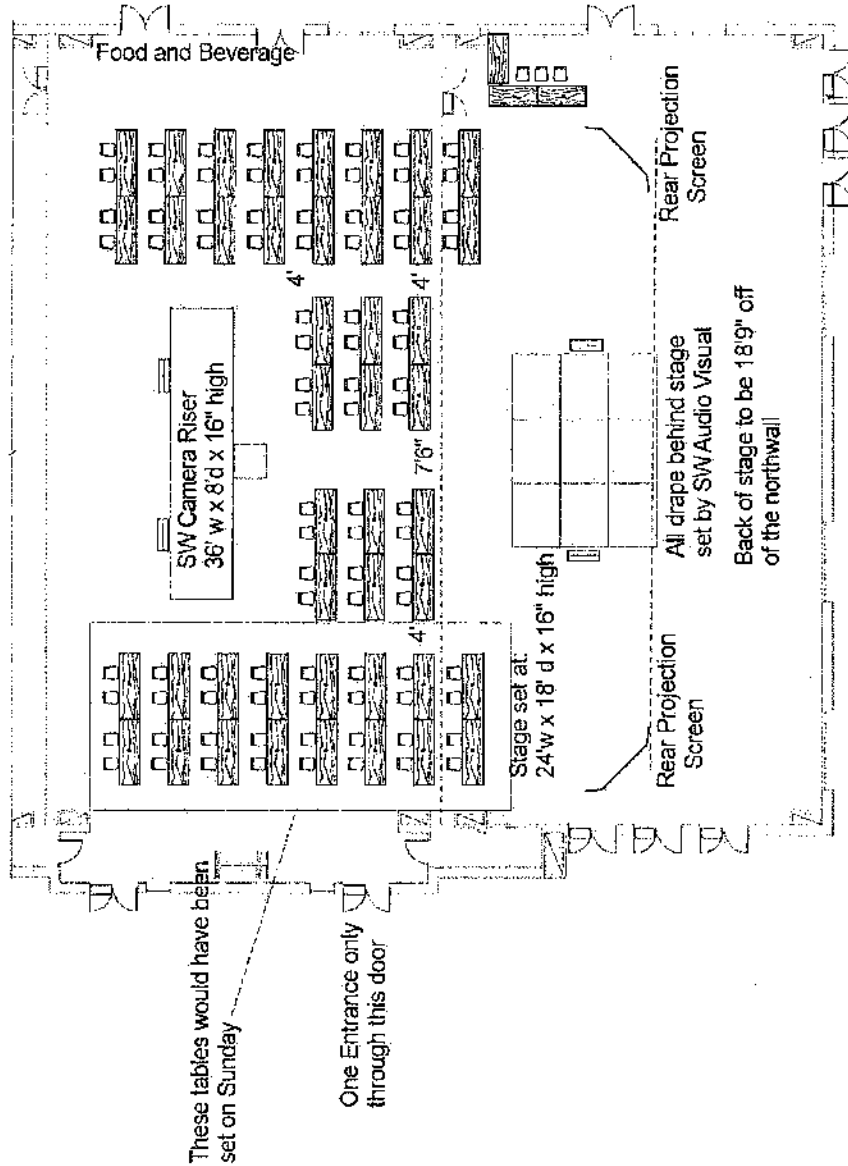 Food and Beverage
SW Camera Riser
36' w x 8'd x 16" high
4'
4'
7'6"
4'
Stage set at:
24'w x 18' d x 16" high
Rear Projection
Screen
All drape behind stage
set by SW Audio Visual
Back of stage to be 18'9" off
of the northwall
Rear Projection
Screen
These tables would have been
set on Sunday
One Entrance only
through this door